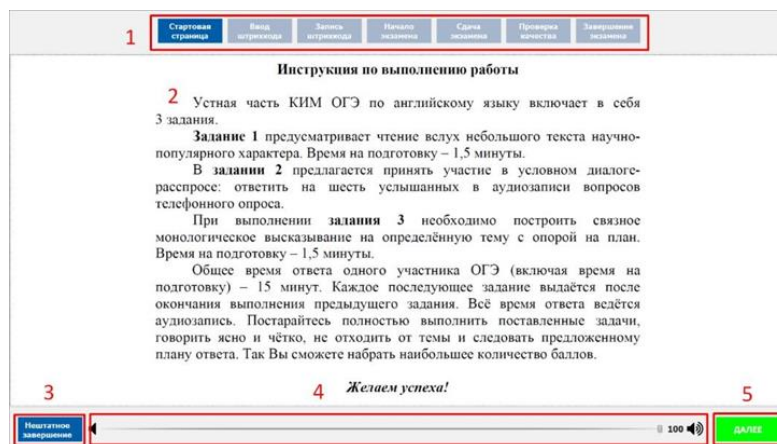 1
Стартовая страница
Ввод штрихкода
Запись штрихкода
Начало экзамена
Сдача экзамена
Проверка качества
Завершение экзамена
Инструкция по выполнению работы
2
Устная часть КИМ ОГЭ по английскому языку включает в себя
3 задания.
Задание 1 предусматривает чтение вслух небольшого текста научно-
популярного характера. Время на подготовку – 1,5 минуты.
В задании 2 предлагается принять участие в условном диалоге-
расспросе: ответить на шесть услышанных в аудиозаписи вопросов
телефонного опроса.
При выполнении задания 3 необходимо построить связное
монологическое высказывание на определённую тему с опорой на план.
Время на подготовку – 1,5 минуты.
Общее время ответа одного участника ОГЭ (включая время на
подготовку) – 15 минут. Каждое последующее задание выдаётся после
окончания выполнения предыдущего задания. Всё время ответа ведётся
аудиозапись. Постарайтесь полностью выполнить поставленные задачи,
говорить ясно и чётко, не отходить от темы и следовать предложенному
плану ответа. Так Вы сможете набрать наибольшее количество баллов.
Желаем успеха!
3
4
5
Нештатное
завершение
100
ДАЛЕЕ